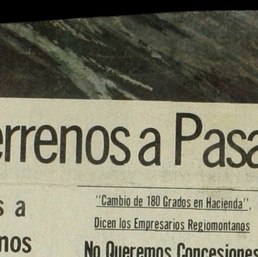 errenos a Pasa
s a
nos
"Cambio de 180 Grados en Hacienda",
Dicen los Empresarios Regiomontanos
No Queremos Concesiones